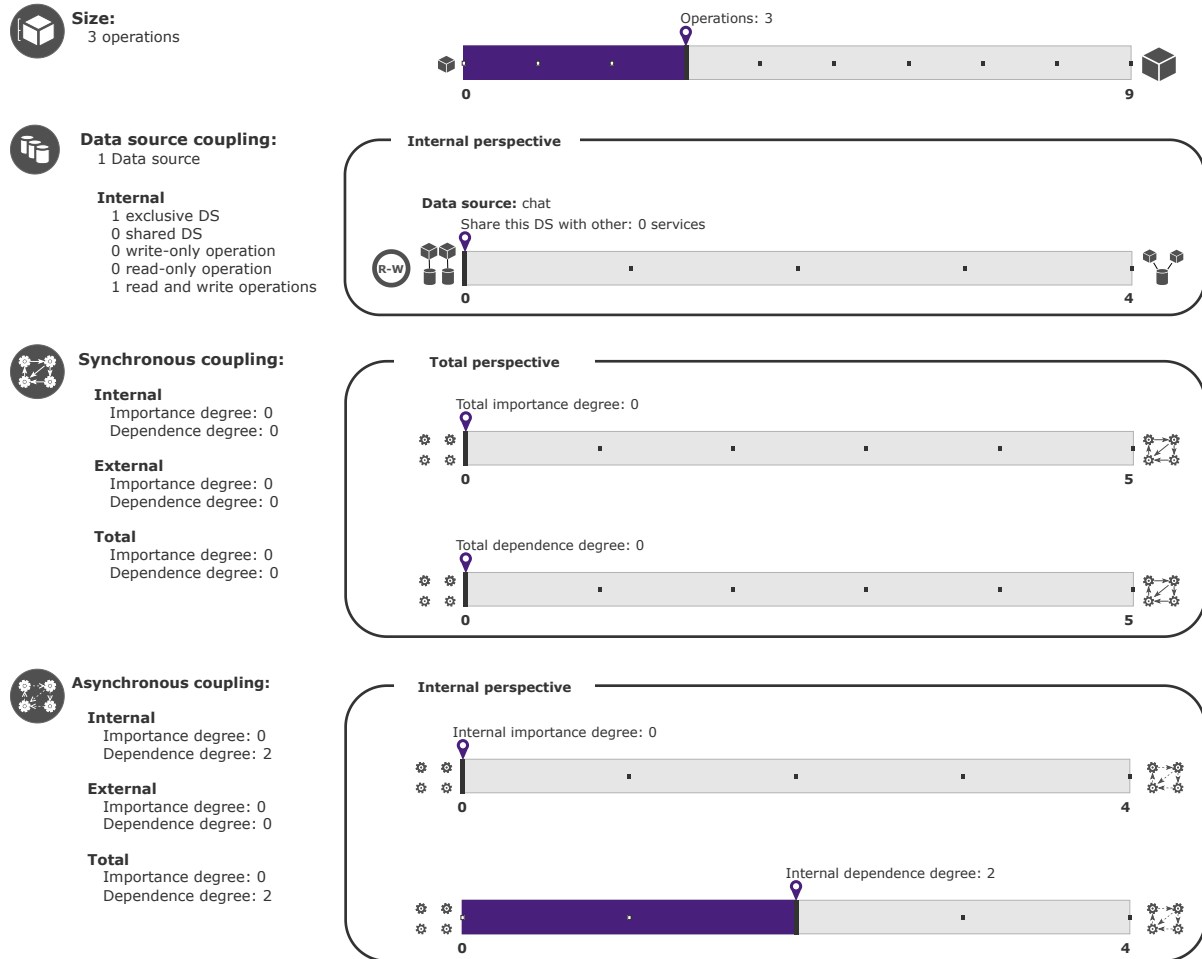 Size:
3 operations
Operations: 3
0
9
Data source coupling:
1 Data source
Internal
1 exclusive DS
0 shared DS
0 write-only operation
0 read-only operation
1 read and write operations
Internal perspective
Data source: chat
Share this DS with other: 0 services
R-W
0
4
Synchronous coupling:
Internal
Importance degree: 0
Dependence degree: 0
External
Importance degree: 0
Dependence degree: 0
Total
Importance degree: 0
Dependence degree: 0
Total perspective
Total importance degree: 0
0
5
Total dependence degree: 0
0
5
Asynchronous coupling:
Internal
Importance degree: 0
Dependence degree: 2
External
Importance degree: 0
Dependence degree: 0
Total
Importance degree: 0
Dependence degree: 2
Internal perspective
Internal importance degree: 0
0
4
Internal dependence degree: 2
0
4